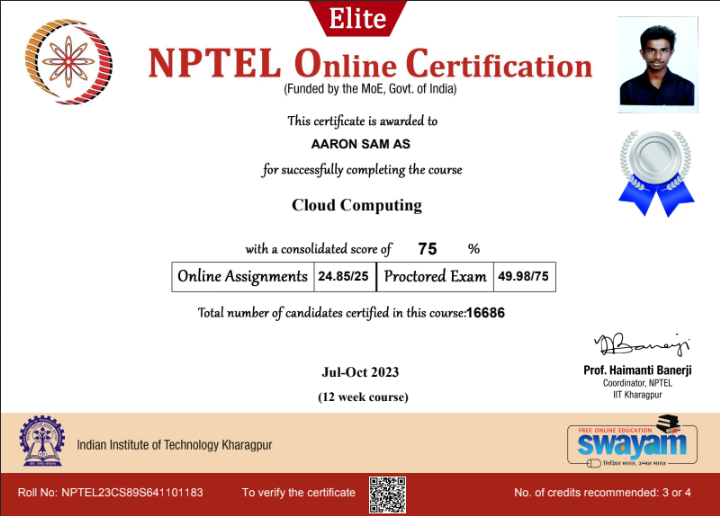 Elite
NPTEL Online Certification
(Funded by the MoE, Govt. of India)
This certificate is awarded to
AARON SAM AS
for successfully completing the course
Cloud Computing
with a consolidated score of 75 %
Online Assignments 24.85/25 Proctored Exam 49.98/75
Total number of candidates certified in this course:16686
Jul-Oct 2023
(12 week course)
Prof. Haimanti Banerji
Coordinator, NPTEL
IIT Kharagpur
Indian Institute of Technology Kharagpur
FREE ONLINE EDUCATION
swayam
शिक्षित भारत, उन्नत भारत
Roll No: NPTEL23CS89S641101183 To verify the certificate No. of credits recommended: 3 or 4